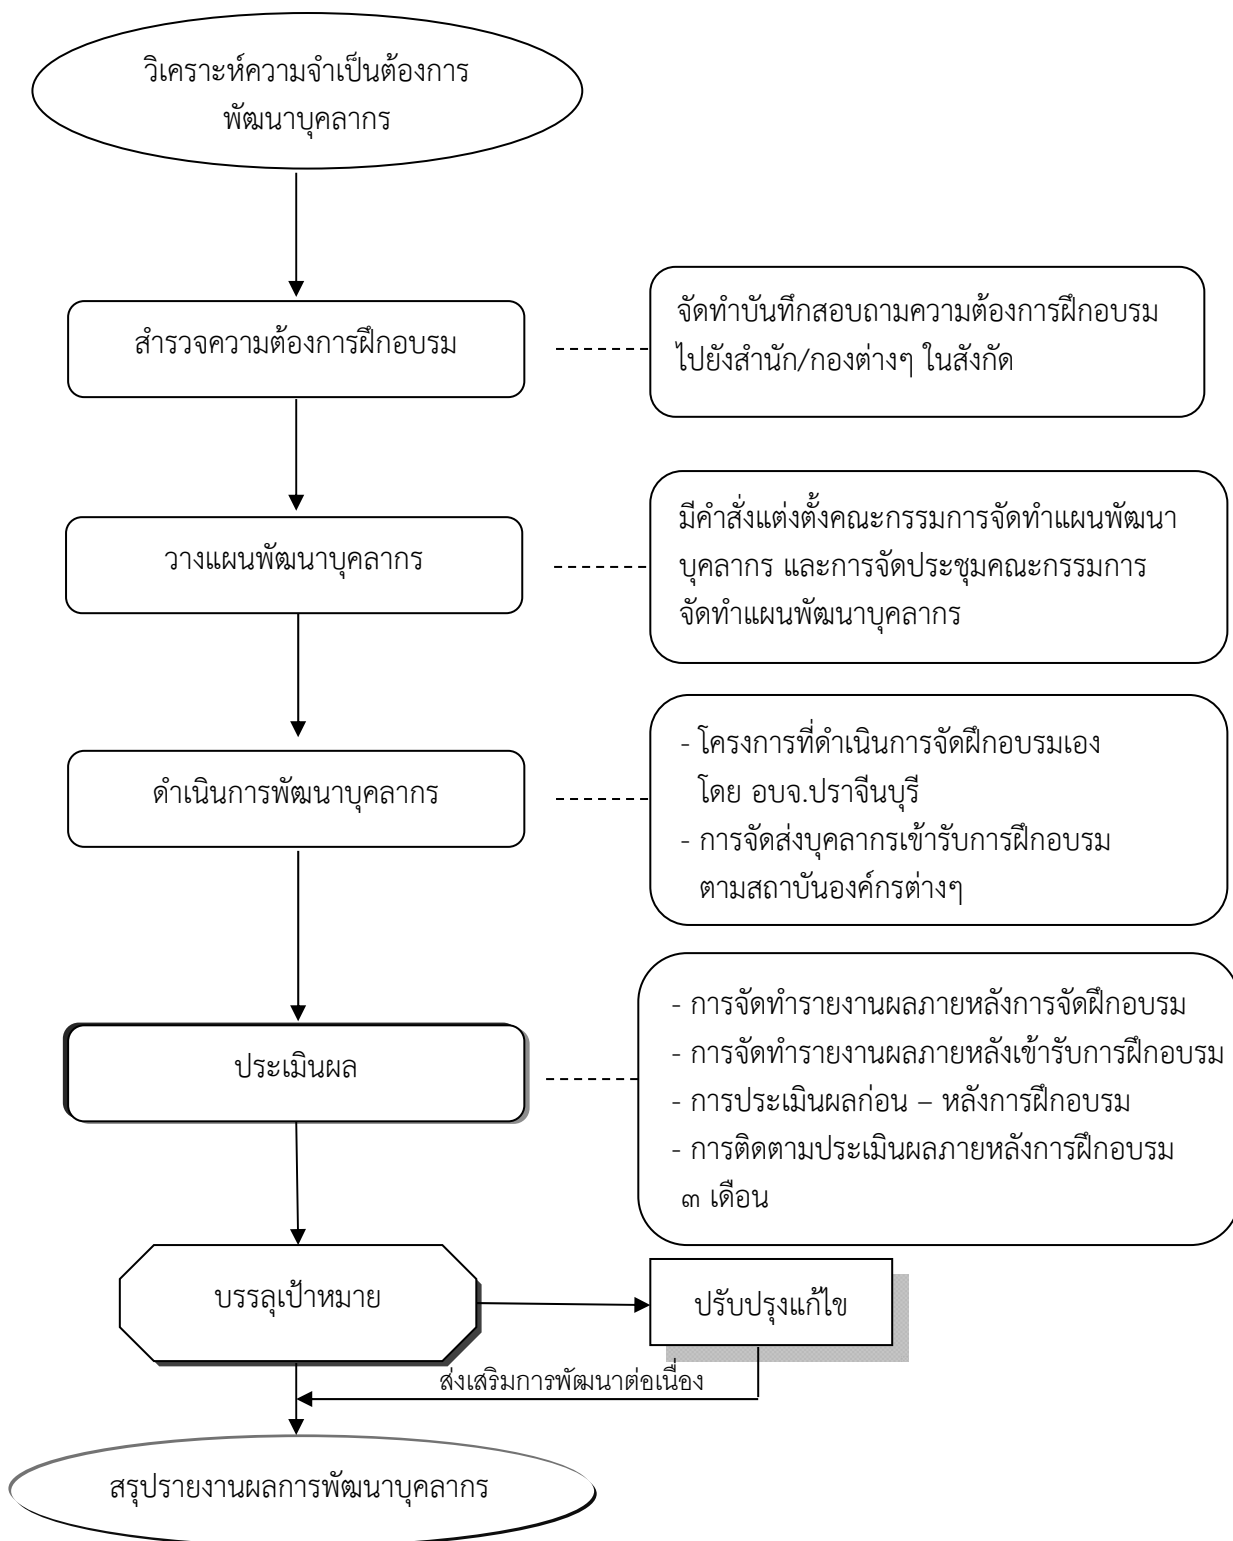 วิเคราะห์ความจำเป็นต้องการ
พัฒนาบุคลากร
สำรวจความต้องการฝึกอบรม
จัดทำบันทึกสอบถามความต้องการฝึกอบรม
ไปยังสำนัก/กองต่างๆ ในสังกัด
วางแผนพัฒนาบุคลากร
มีคำสั่งแต่งตั้งคณะกรรมการจัดทำแผนพัฒนา
บุคลากร และการจัดประชุมคณะกรรมการ
จัดทำแผนพัฒนาบุคลากร
ดำเนินการพัฒนาบุคลากร
- โครงการที่ดำเนินการจัดฝึกอบรมเอง
โดย อบจ.ปราจีนบุรี
- การจัดส่งบุคลากรเข้ารับการฝึกอบรม
ตามสถาบันองค์กรต่างๆ
ประเมินผล
- การจัดทำรายงานผลภายหลังการจัดฝึกอบรม
- การจัดทำรายงานผลภายหลังเข้ารับการฝึกอบรม
- การประเมินผลก่อน – หลังการฝึกอบรม
- การติดตามประเมินผลภายหลังการฝึกอบรม
๓ เดือน
บรรลุเป้าหมาย
ปรับปรุงแก้ไข
ส่งเสริมการพัฒนาต่อเนื่อง
สรุปรายงานผลการพัฒนาบุคลากร